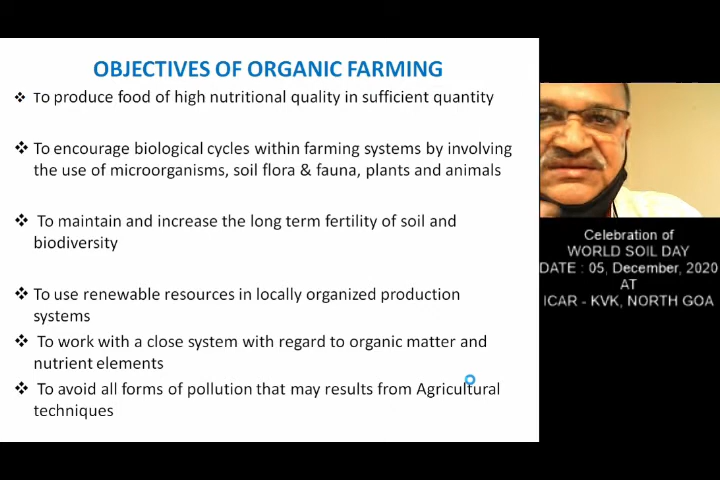 OBJECTIVES OF ORGANIC FARMING
❖ To produce food of high nutritional quality in sufficient quantity
❖ To encourage biological cycles within farming systems by involving
the use of microorganisms, soil flora & fauna, plants and animals
❖ To maintain and increase the long term fertility of soil and
biodiversity
❖ To use renewable resources in locally organized production
systems
❖ To work with a close system with regard to organic matter and
nutrient elements
❖ To avoid all forms of pollution that may results from Agricultural
techniques
Celebration of
WORLD SOIL DAY
DATE : 05, December, 2020
AT
ICAR - KVK, NORTH GOA